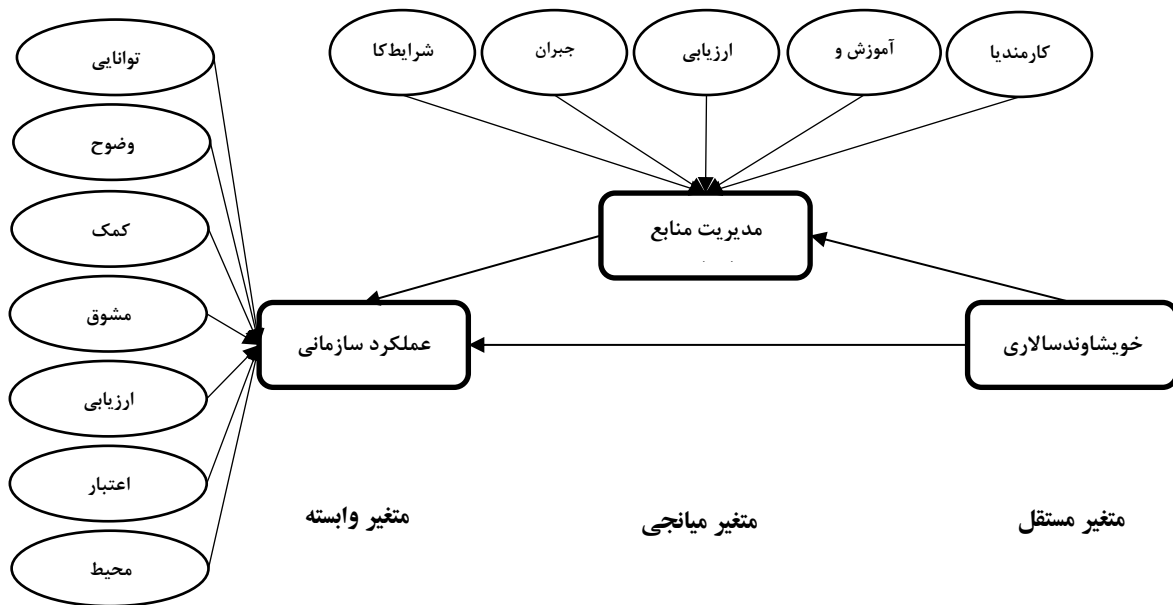 کارمندیا
آموزش و
ارزیابی
جبران
شرایط‌کا
توانایی
وضوح
کمک
مشوق
ارزیابی
اعتبار
محیط
مدیریت منابع
خویشاوندسالاری
عملکرد سازمانی
متغیر مستقل
متغیر میانجی
متغیر وابسته